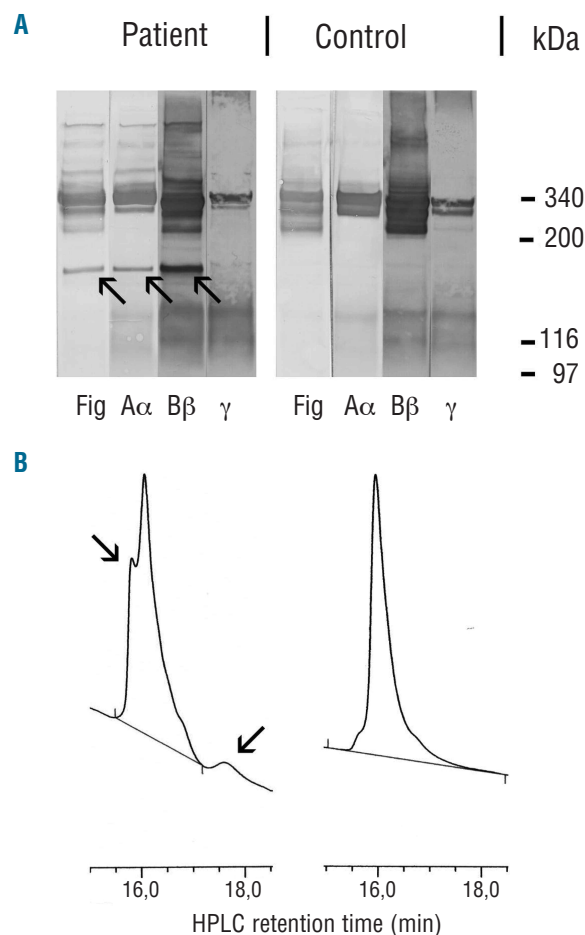 A
Patient | Control | kDa
– 340
– 200
– 116
– 97
Fig Aα Bβ γ Fig Aα Bβ γ
B
16,0 18,0 16,0 18,0
HPLC retention time (min)